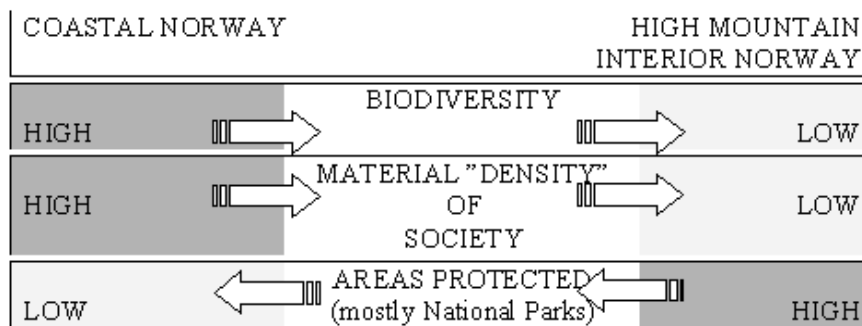 COASTAL NORWAY
HIGH MOUNTAIN
INTERIOR NORWAY
BIODIVERSITY
HIGH
LOW
MATERIAL "DENSITY"
HIGH
OF
LOW
SOCIETY
AREAS PROTECTED
LOW
(mostly National Parks)
HIGH